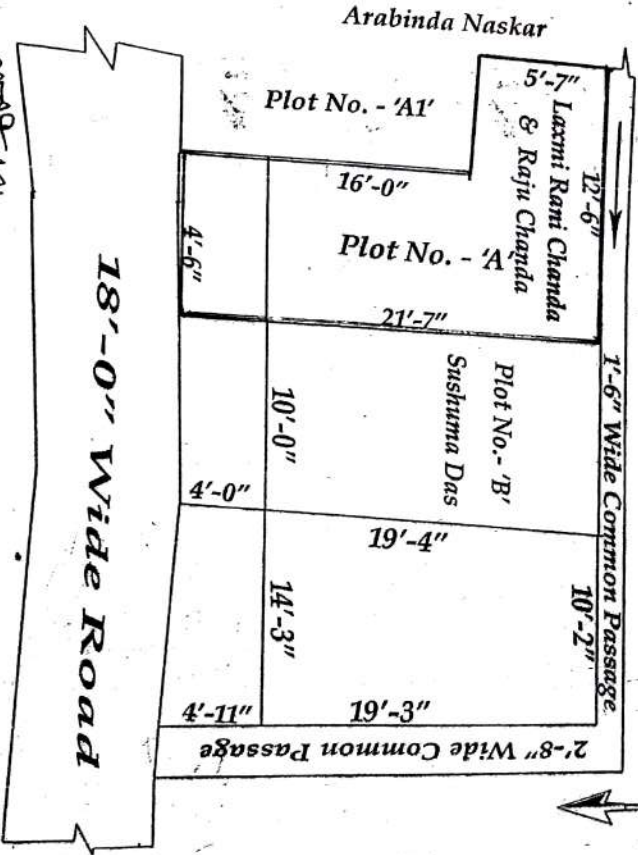 Arabinda Naskar
Plot No. - 'A1'
5'-7"
Laxmi Rani Chanda
& Raju Chanda
12'-6"
16'-0"
4'-6"
Plot No. - 'A'
21'-7"
1'-6" Wide Common Passage
Plot No.- 'B'
Sushuma Das
10'-0"
4'-0"
19'-4"
18'-0" Wide Road
14'-3"
10'-2"
4'-11"
19'-3"
2'-8" Wide Common Passage